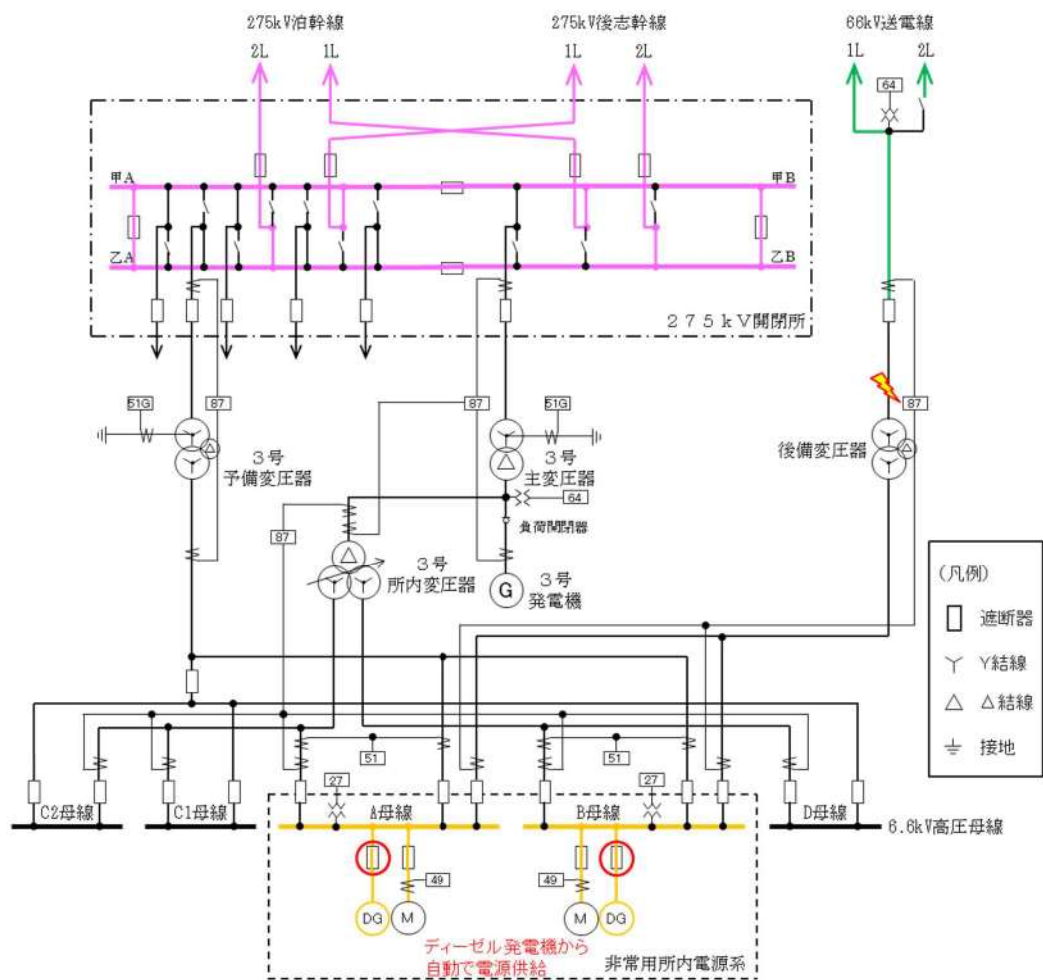 275kV泊幹線
275kV後志幹線
66kV送電線
2L
1L
1L
2L
1L
2L
64
甲A
甲B
乙A
乙B
275kV開閉所
51G
87
87
51G
87
3号
予備変圧器
3号
主変圧器
後備変圧器
64
負荷開閉器
87
3号
所内変圧器
G
3号
発電機
(凡例)
遮断器
Y結線
△結線
接地
51
51
27
27
C2母線
C1母線
A母線
B母線
D母線
6.6kV高圧母線
49
49
DG
M
M
DG
ディーゼル発電機から
自動で電源供給
非常用所内電源系